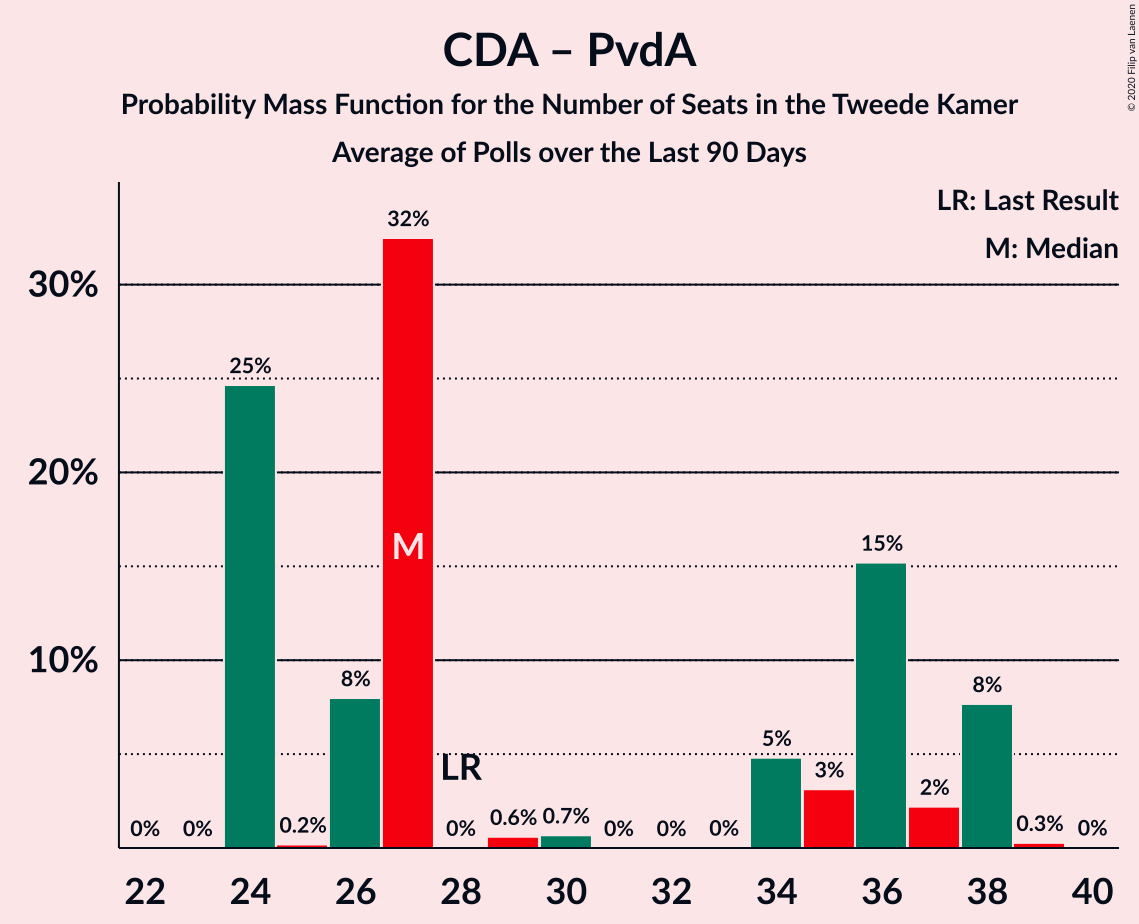 CDA – PvdA
Probability Mass Function for the Number of Seats in the Tweede Kamer
Average of Polls over the Last 90 Days
© 2020 Filip van Laenen
LR: Last Result
M: Median
30%
20%
10%
0%
0%
25%
0.2%
8%
32%
M
LR
0%
0.6%
0.7%
0%
0%
0%
5%
3%
15%
2%
8%
0.3%
0%
22 24 26 28 30 32 34 36 38 40